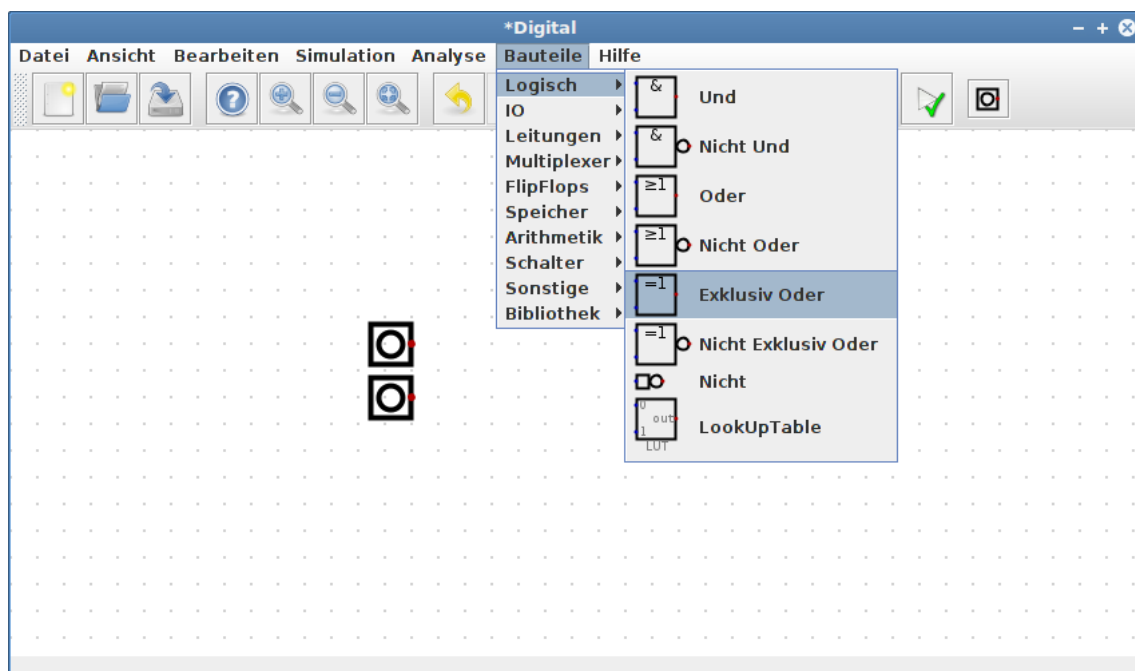 *Digital
Datei Ansicht Bearbeiten Simulation Analyse Bauteile Hilfe
Logisch
IO
Leitungen
Multiplexer
FlipFlops
Speicher
Arithmetik
Schalter
Sonstige
Bibliothek
& Und
& Nicht Und
≥1 Oder
≥1 Nicht Oder
=1 Exklusiv Oder
=1 Nicht Exklusiv Oder
Nicht
0
out
1
LUT
LookUpTable